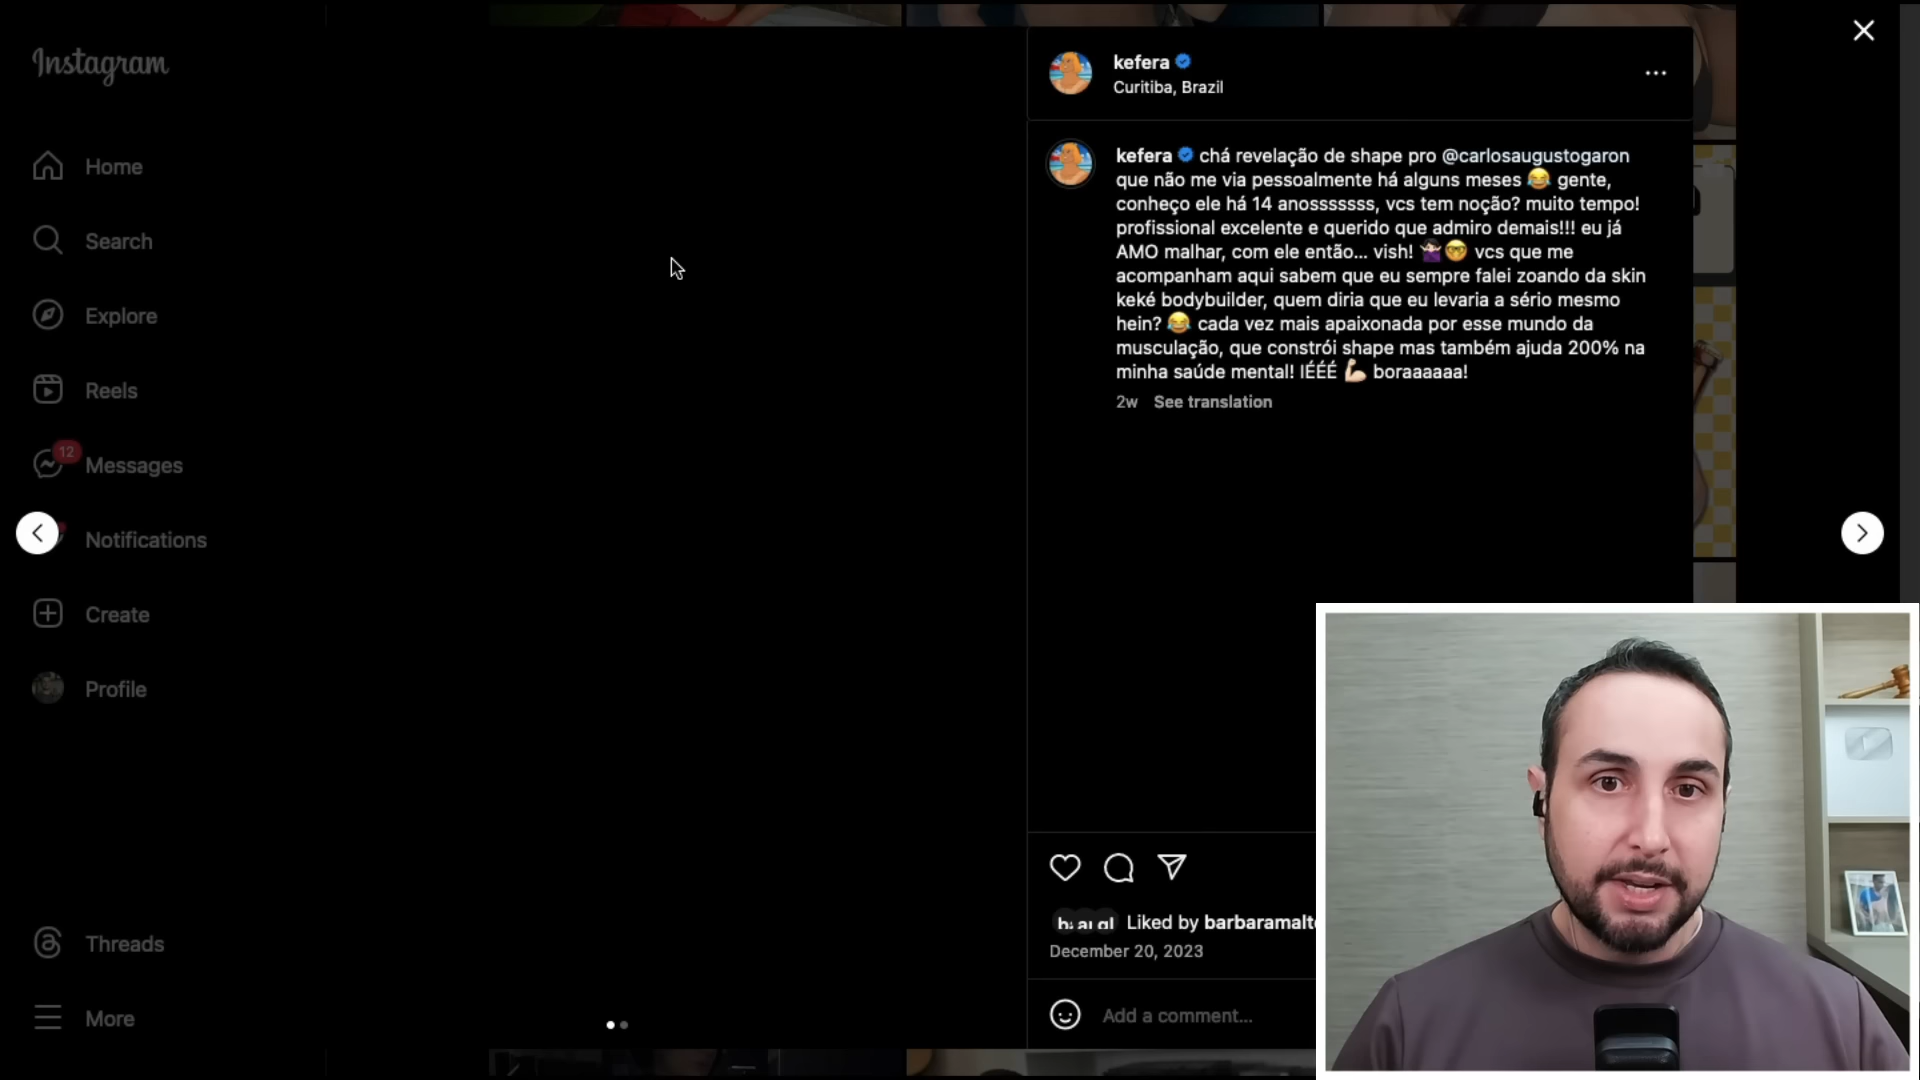 Instagram
Home
Search
Explore
Reels
12
Messages
Notifications
Create
Profile
Threads
More
kefera
Curitiba, Brazil
kefera chá revelação de shape pro @carlosaugustogaron
que não me via pessoalmente há alguns meses 😂 gente,
conheço ele há 14 anosssssss, vcs tem noção? muito tempo!
profissional excelente e querido que admiro demais!!! eu já
AMO malhar, com ele então... vish! 🤷🏻‍♀️🤓 vcs que me
acompanham aqui sabem que eu sempre falei zoando da skin
keké bodybuilder, quem diria que eu levaria a sério mesmo
hein? 😂 cada vez mais apaixonada por esse mundo da
musculação, que constrói shape mas também ajuda 200% na
minha saúde mental! IÉÉÉ 💪🏻 boraaaaaa!
2w See translation
Liked by barbaramalt
December 20, 2023
Add a comment...